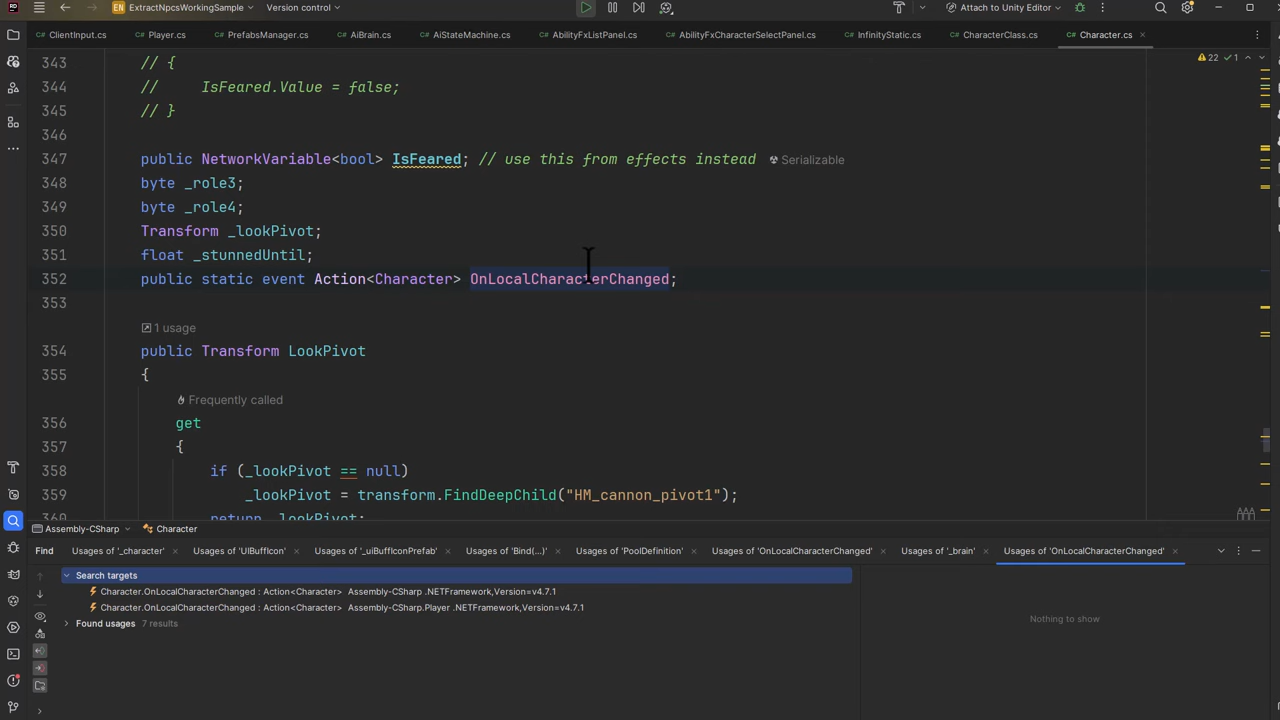 EN ExtractNpcsWorkingSample Version control Attach to Unity Editor
ClientInput.cs Player.cs PrefabsManager.cs AiBrain.cs AiStateMachine.cs AbilityFxListPanel.cs AbilityFxCharacterSelectPanel.cs InfinityStatic.cs CharacterClass.cs Character.cs
343 // {
22 1
344 // IsFeared.Value = false;
345 // }
346
347 public NetworkVariable<bool> IsFeared; // use this from effects instead Serializable
348 byte _role3;
349 byte _role4;
350 Transform _lookPivot;
351 float _stunnedUntil;
352 public static event Action<Character> OnLocalCharacterChanged;
353
1 usage
354 public Transform LookPivot
355 {
Frequently called
356 get
357 {
358 if (_lookPivot == null)
359 _lookPivot = transform.FindDeepChild("HM_cannon_pivot1");
360 return _lookPivot;
Assembly-CSharp Character
Find Usages of '_character' Usages of 'UIBuffIcon' Usages of '_uiBuffIconPrefab' Usages of 'Bind(...)' Usages of 'PoolDefinition' Usages of 'OnLocalCharacterChanged' Usages of '_brain' Usages of 'OnLocalCharacterChanged'
Search targets
Character.OnLocalCharacterChanged : Action<Character> Assembly-CSharp .NETFramework,Version=v4.7.1
Character.OnLocalCharacterChanged : Action<Character> Assembly-CSharp.Player .NETFramework,Version=v4.7.1
Found usages 7 results
Nothing to show